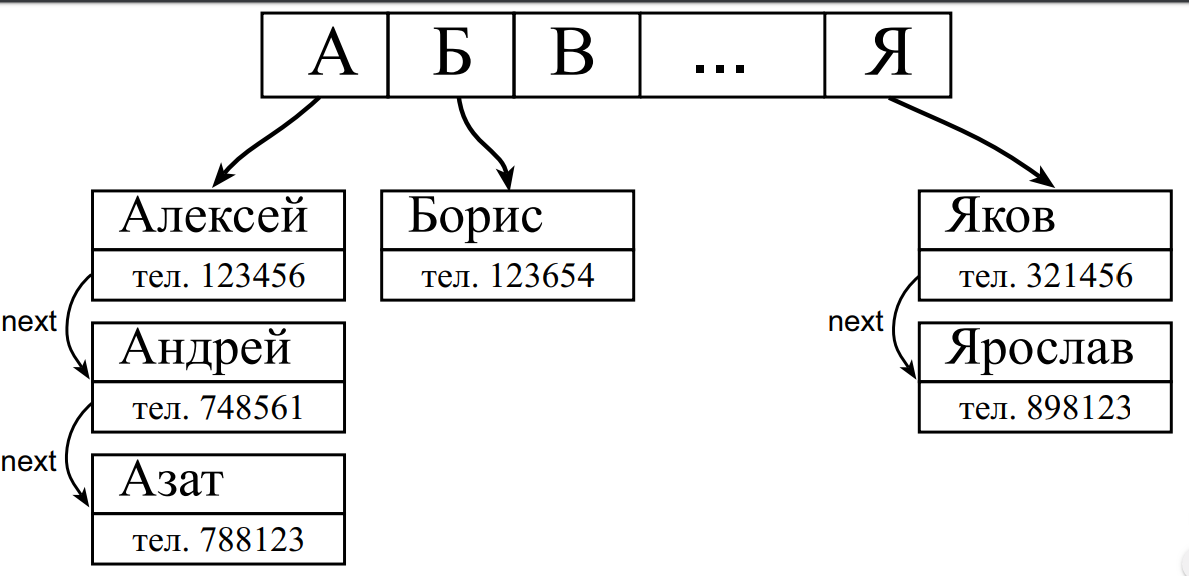 А Б В ... Я
Алексей
тел. 123456
next
Андрей
тел. 748561
next
Азат
тел. 788123
Борис
тел. 123654
Яков
тел. 321456
next
Ярослав
тел. 898123